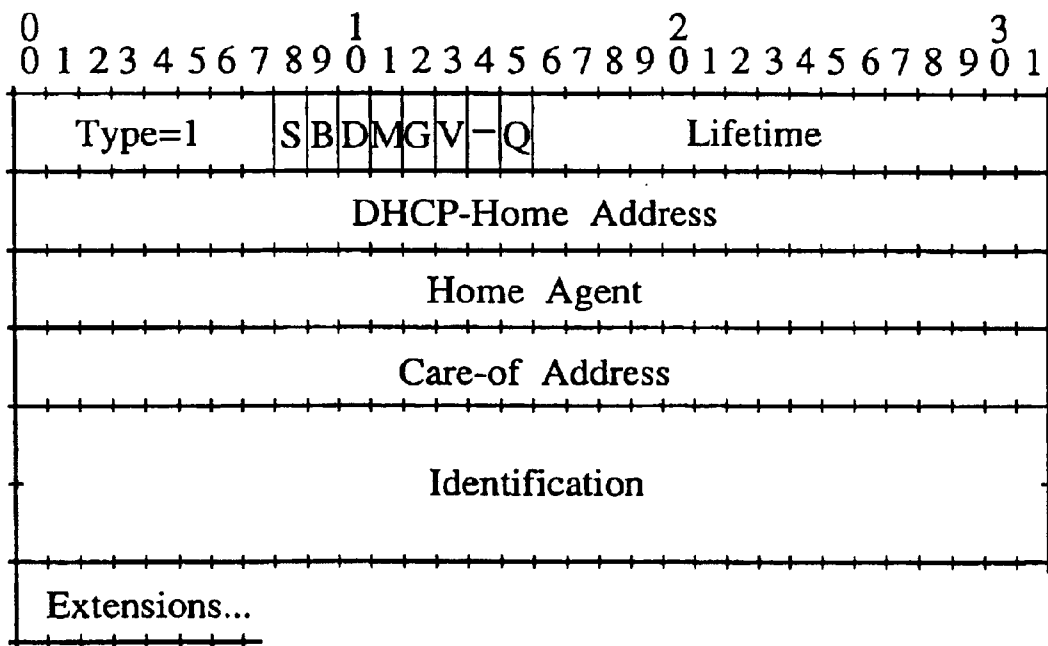 0 1 2 3
0 1 2 3 4 5 6 7 8 9 0 1 2 3 4 5 6 7 8 9 0 1 2 3 4 5 6 7 8 9 0 1
Type=1 S B D M G V – Q Lifetime
DHCP-Home Address
Home Agent
Care-of Address
Identification
Extensions...